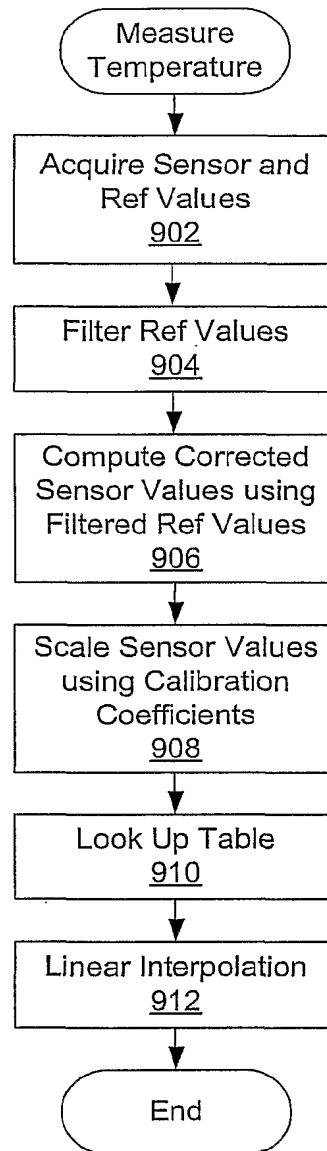 Measure
Temperature
Acquire Sensor and
Ref Values
902
Filter Ref Values
904
Compute Corrected
Sensor Values using
Filtered Ref Values
906
Scale Sensor Values
using Calibration
Coefficients
908
Look Up Table
910
Linear Interpolation
912
End